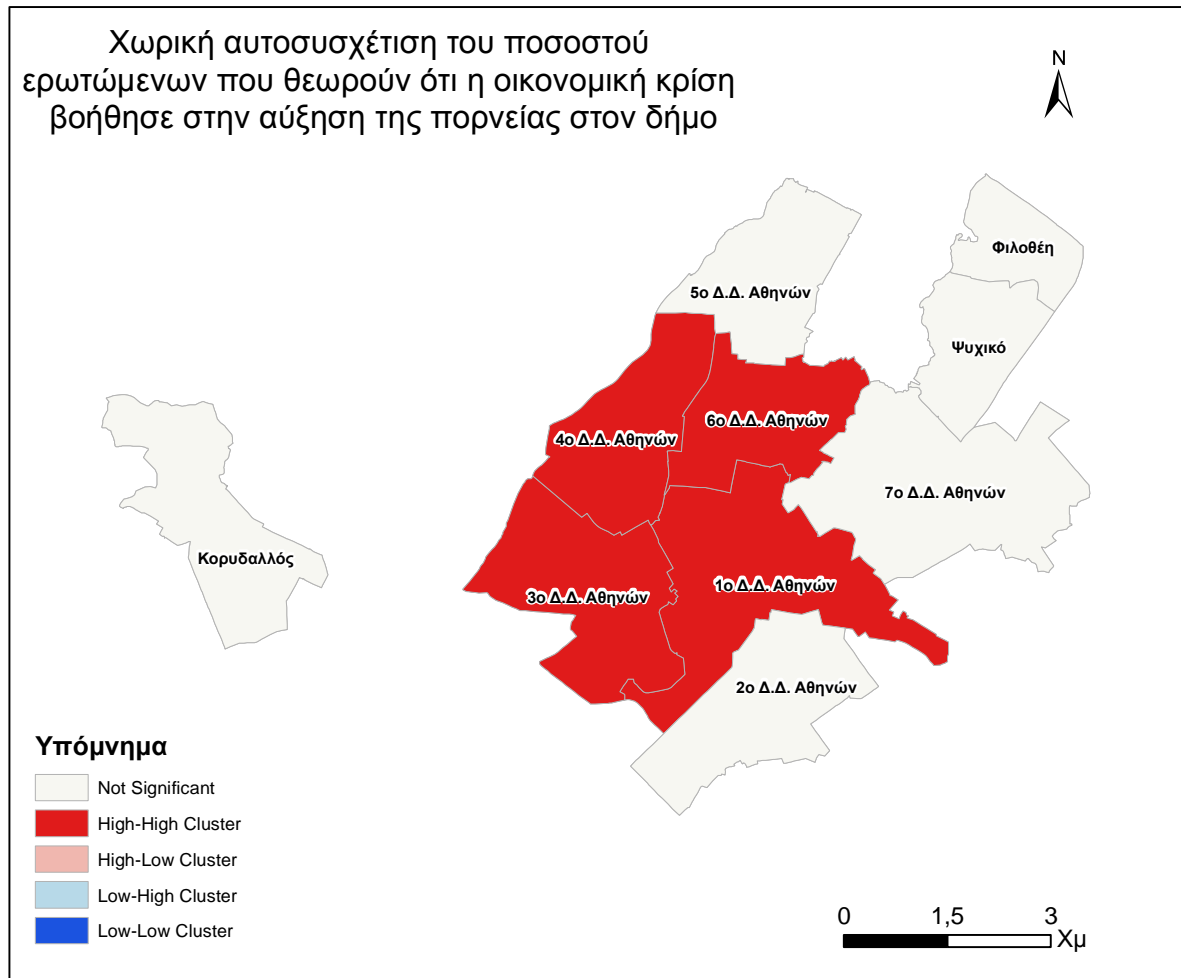 Χωρική αυτοσυσχέτιση του ποσοστού
ερωτώμενων που θεωρούν ότι η οικονομική κρίση
βοήθησε στην αύξηση της πορνείας στον δήμο
N
Φιλοθέη
5ο Δ.Δ. Αθηνών
Ψυχικό
6ο Δ.Δ. Αθηνών
4ο Δ.Δ. Αθηνών
7ο Δ.Δ. Αθηνών
Κορυδαλλός
1ο Δ.Δ. Αθηνών
3ο Δ.Δ. Αθηνών
2ο Δ.Δ. Αθηνών
Υπόμνημα
Not Significant
High-High Cluster
High-Low Cluster
Low-High Cluster
Low-Low Cluster
0 1,5 3
Χμ